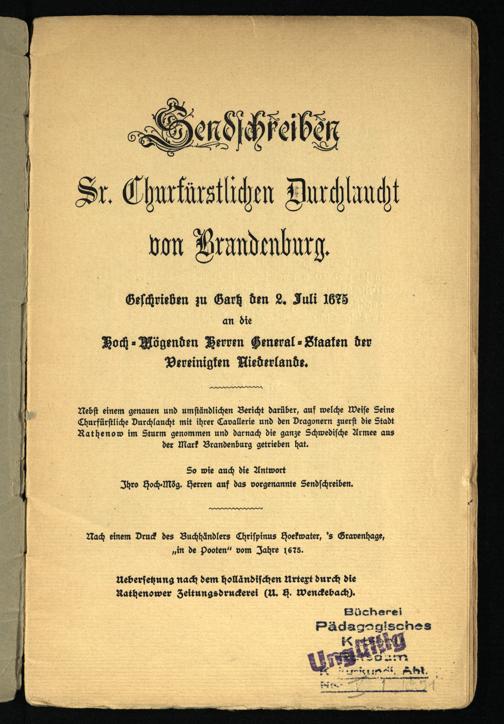 Sendschreiben
Sr. Churfürstlichen Durchlaucht
von Brandenburg.
Geschrieben zu Gartz den 2. Juli 1675
an die
Hoch-Mögenden Herren General-Staaten der
Vereinigten Niederlande.
Nebst einem genauen und umständlichen Bericht darüber, auf welche Weise Seine
Churfürstliche Durchlaucht mit ihrer Cavallerie und den Dragonern zuerst die Stadt
Rathenow im Sturm genommen und darnach die ganze Schwedische Armee aus
der Mark Brandenburg getrieben hat.
So wie auch die Antwort
Ihro Hoch-Mög. Herren auf das vorgenannte Sendschreiben.
Nach einem Druck des Buchhändlers Chrispinus Hoekwater, 's Gravenhage,
„in de Pooten“ vom Jahre 1675.
Uebersetzung nach dem holländischen Urtext durch die
Rathenower Zeitungsdruckerei (U. H. Wenckebach).
Bücherei
Pädagogisches
Ungültig
Abt.